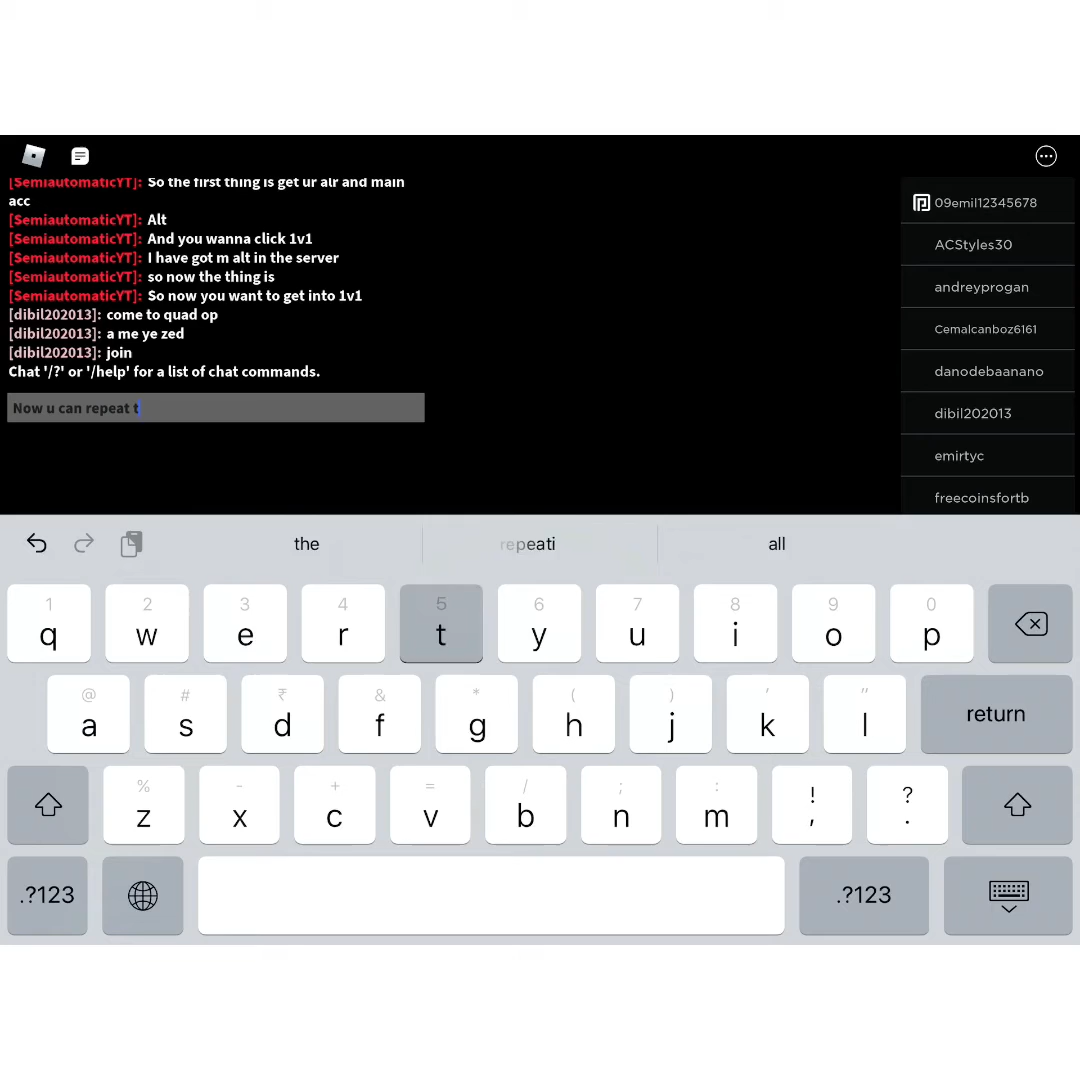 [SemiautomaticYT]: So the first thing is get ur alr and main
acc
[SemiautomaticYT]: Alt
[SemiautomaticYT]: And you wanna click 1v1
[SemiautomaticYT]: I have got m alt in the server
[SemiautomaticYT]: so now the thing is
[SemiautomaticYT]: So now you want to get into 1v1
[dibil202013]: come to quad op
[dibil202013]: a me ye zed
[dibil202013]: join
Chat '/?' or '/help' for a list of chat commands.
Now u can repeat t
09emil12345678
ACStyles30
andreyprogan
Cemalcanboz6161
danodebaanano
dibil202013
emirtyc
freecoinsfortb
the repeati all
1 2 3 4 5 6 7 8 9 0
q w e r t y u i o p
@ # ₹ & * ( ) ' "
a s d f g h j k l return
% - + = / ; : ! ?
z x c v b n m , .
.?123 .?123